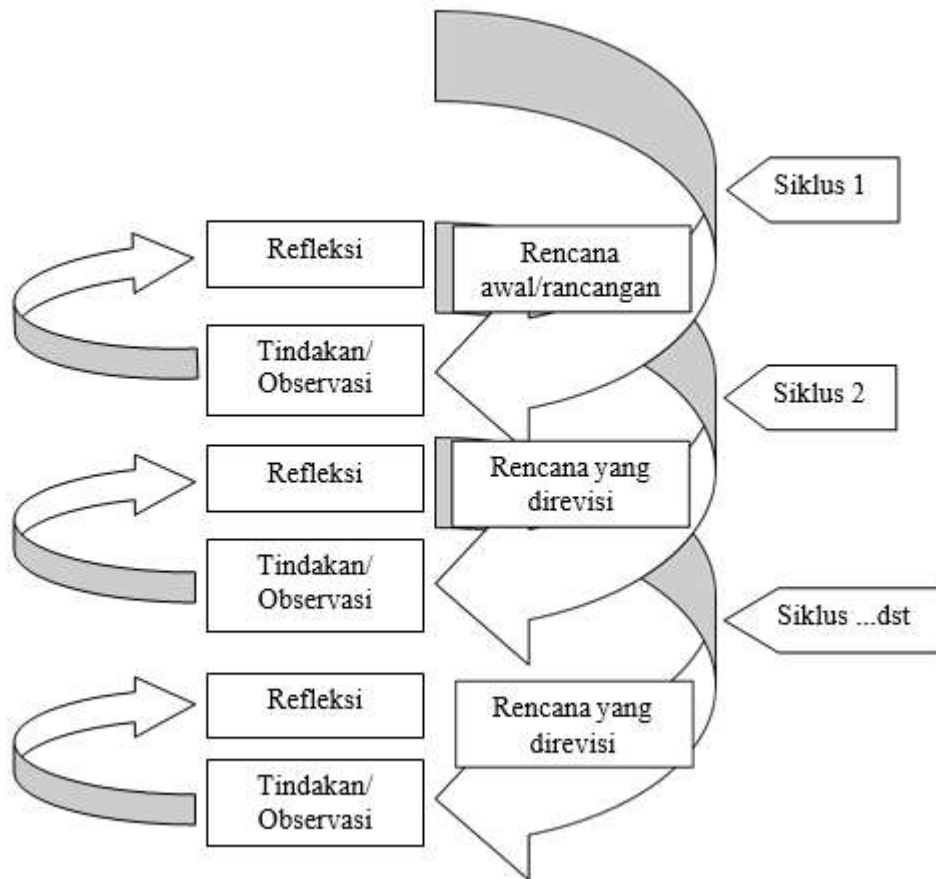 Siklus 1
Refleksi
Rencana
awal/rancangan
Tindakan/
Observasi
Siklus 2
Refleksi
Rencana yang
direvisi
Tindakan/
Observasi
Siklus ...dst
Refleksi
Rencana yang
direvisi
Tindakan/
Observasi